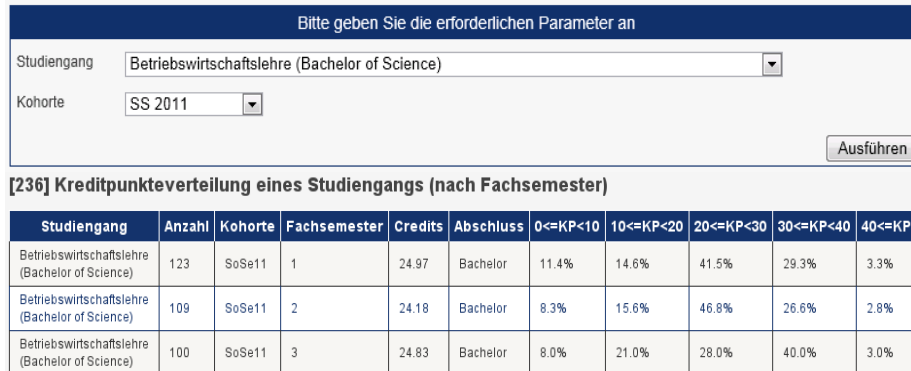 Bitte geben Sie die erforderlichen Parameter an
Studiengang Betriebswirtschaftslehre (Bachelor of Science)
Kohorte SS 2011
Ausführen
[236] Kreditpunkteverteilung eines Studiengangs (nach Fachsemester)
Studiengang Anzahl Kohorte Fachsemester Credits Abschluss 0<=KP<10 10<=KP<20 20<=KP<30 30<=KP<40 40<=KP
Betriebswirtschaftslehre
(Bachelor of Science) 123 SoSe11 1 24.97 Bachelor 11.4% 14.6% 41.5% 29.3% 3.3%
Betriebswirtschaftslehre
(Bachelor of Science) 109 SoSe11 2 24.18 Bachelor 8.3% 15.6% 46.8% 26.6% 2.8%
Betriebswirtschaftslehre
(Bachelor of Science) 100 SoSe11 3 24.83 Bachelor 8.0% 21.0% 28.0% 40.0% 3.0%